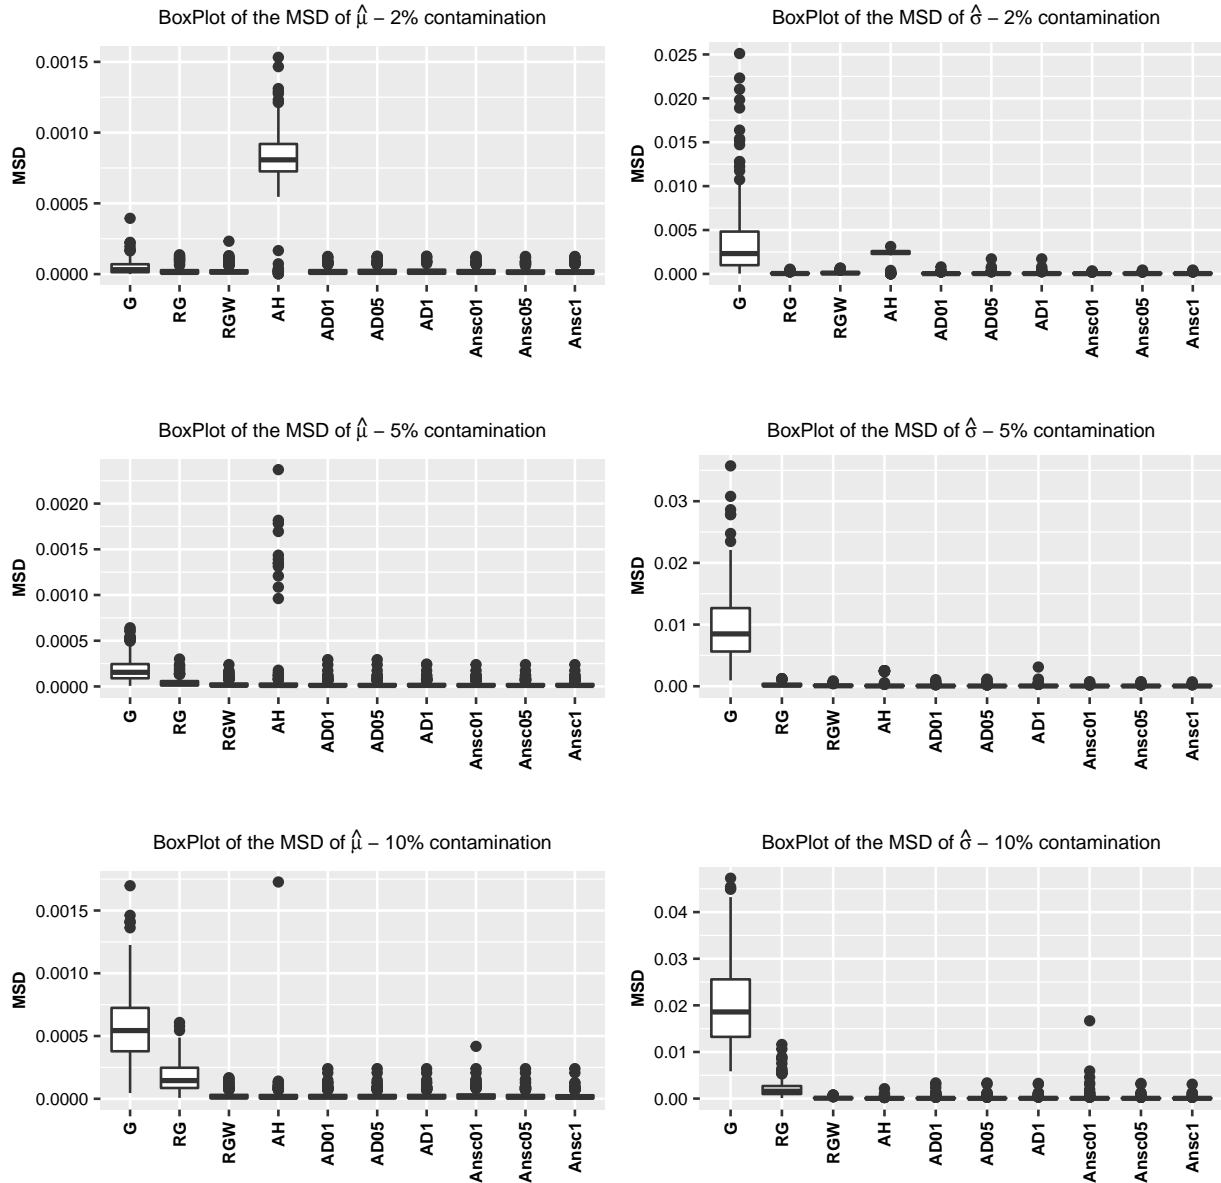 BoxPlot of the MSD of μ̂ – 2% contamination
0.0015
0.0010
0.0005
0.0000
MSD
G
RG
RGW
AH
AD01
AD05
AD1
Ansc01
Ansc05
Ansc1
BoxPlot of the MSD of σ̂ – 2% contamination
0.025
0.020
0.015
0.010
0.005
0.000
MSD
G
RG
RGW
AH
AD01
AD05
AD1
Ansc01
Ansc05
Ansc1
BoxPlot of the MSD of μ̂ – 5% contamination
0.0020
0.0015
0.0010
0.0005
0.0000
MSD
G
RG
RGW
AH
AD01
AD05
AD1
Ansc01
Ansc05
Ansc1
BoxPlot of the MSD of σ̂ – 5% contamination
0.03
0.02
0.01
0.00
MSD
G
RG
RGW
AH
AD01
AD05
AD1
Ansc01
Ansc05
Ansc1
BoxPlot of the MSD of μ̂ – 10% contamination
0.0015
0.0010
0.0005
0.0000
MSD
G
RG
RGW
AH
AD01
AD05
AD1
Ansc01
Ansc05
Ansc1
BoxPlot of the MSD of σ̂ – 10% contamination
0.04
0.03
0.02
0.01
0.00
MSD
G
RG
RGW
AH
AD01
AD05
AD1
Ansc01
Ansc05
Ansc1